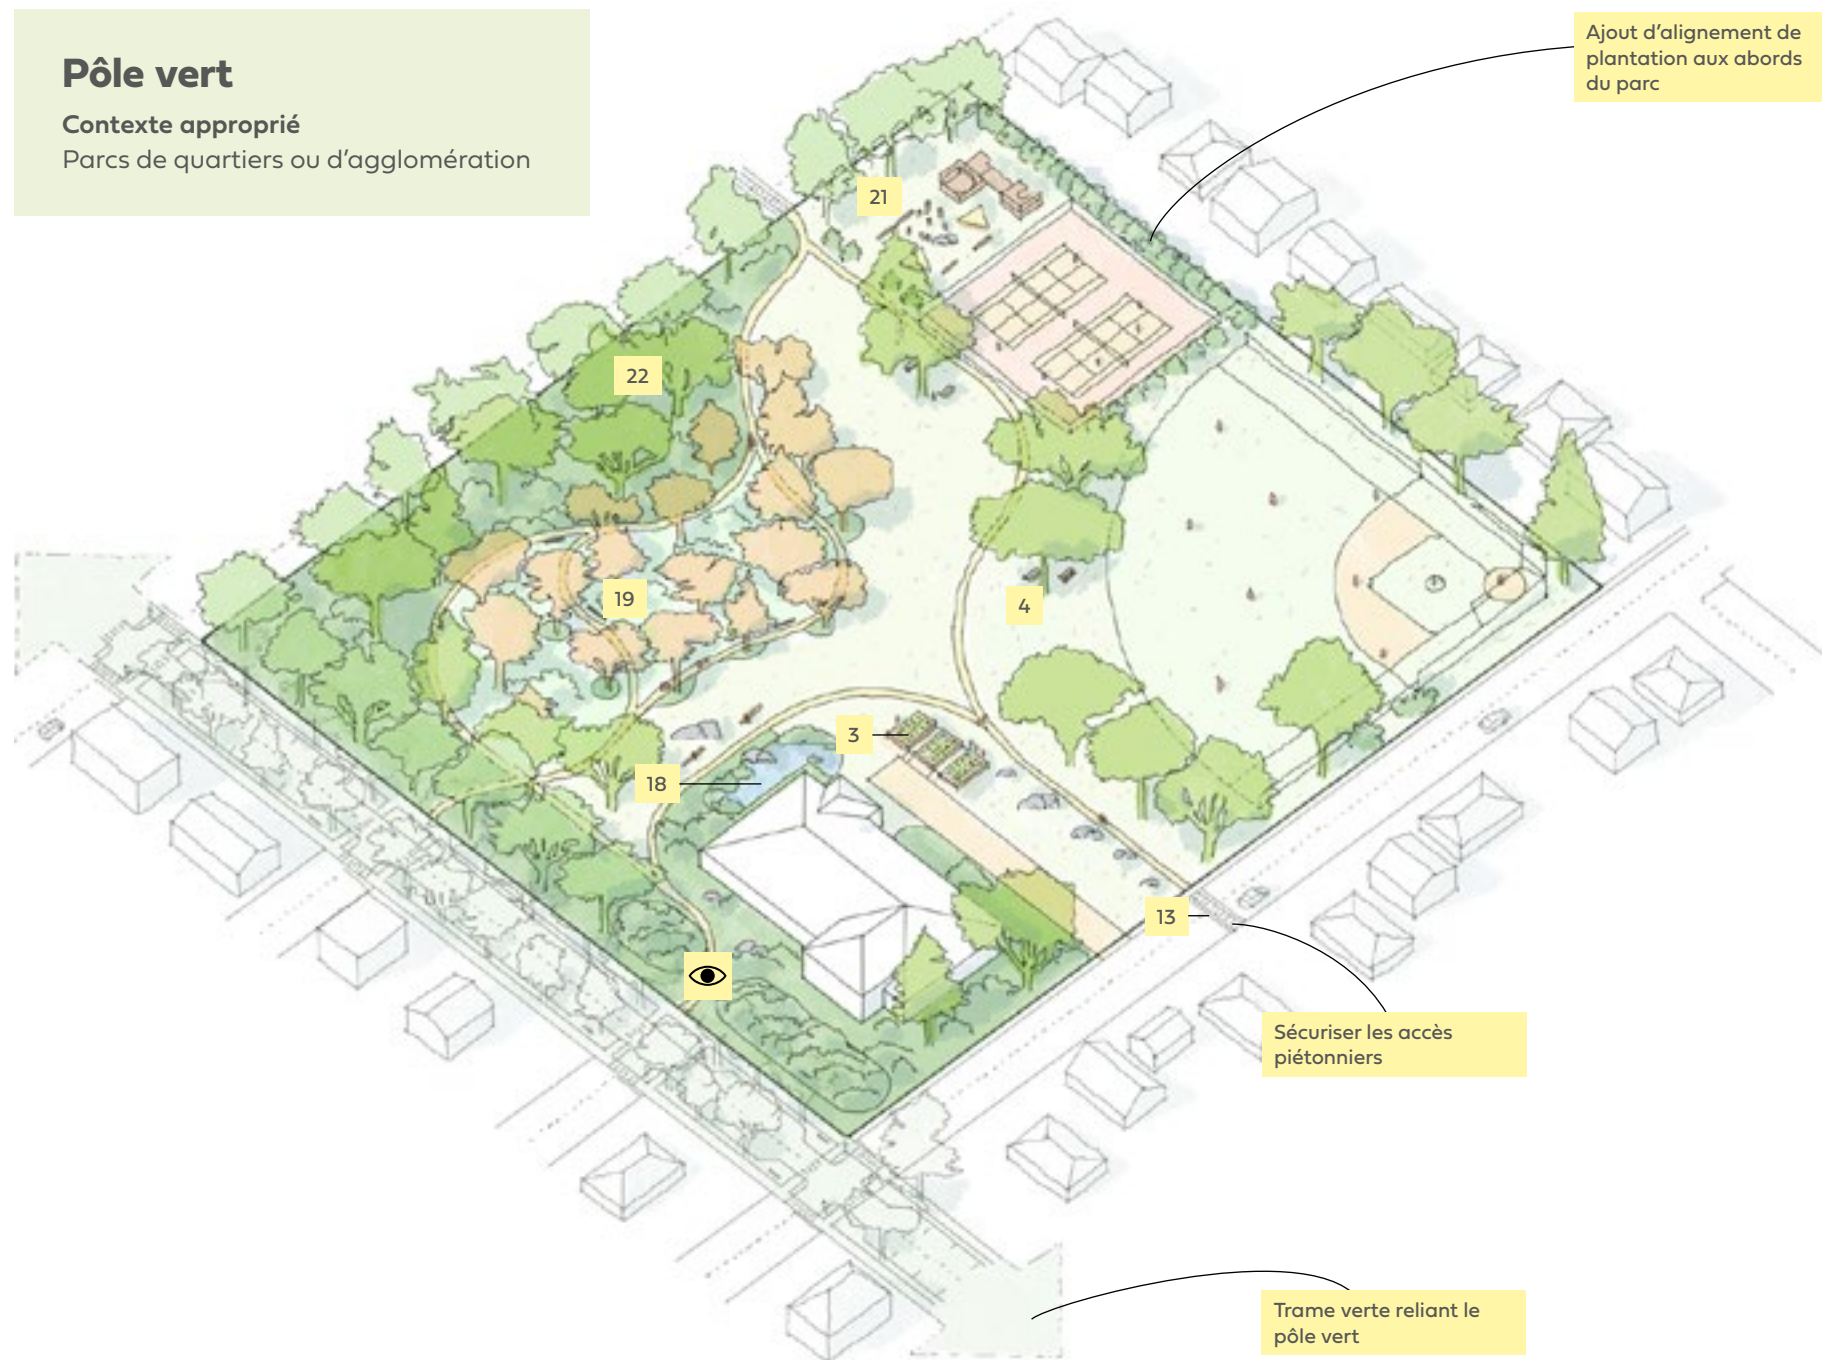 Pôle vert
Contexte approprié
Parcs de quartiers ou d'agglomération
Ajout d'alignement de
plantation aux abords
du parc
21
22
19
4
3
18
13
Sécuriser les accès
piétonniers
Trame verte reliant le
pôle vert